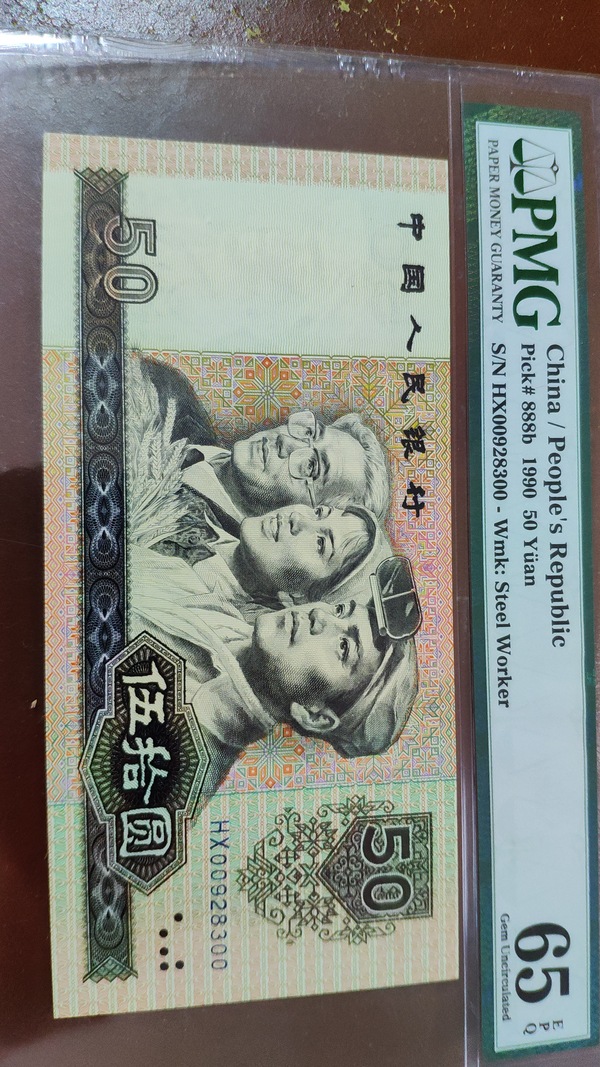 PMG
PAPER MONEY GUARANTY
China / People's Republic
Pick# 888b 1990 50 Yüan
S/N HX00928300 - Wmk: Steel Worker
65
E
P
Q
Gem Uncirculated
中国人民银行
50
50
伍拾圆
HX00928300